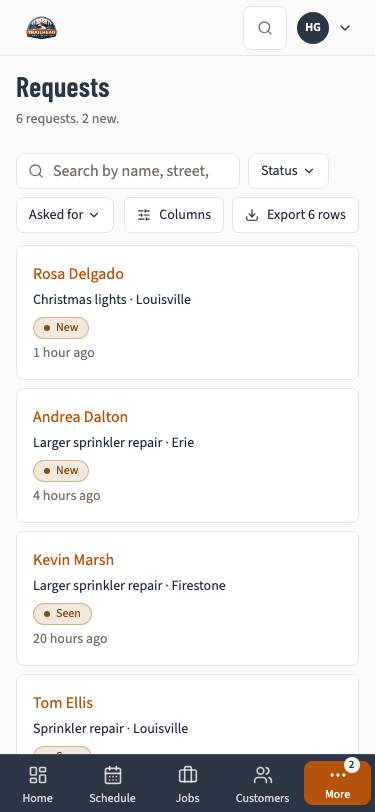 TRAILHEAD
HG
Requests
6 requests. 2 new.
Search by name, street,
Status
Asked for
Columns
Export 6 rows
Rosa Delgado
Christmas lights · Louisville
New
1 hour ago
Andrea Dalton
Larger sprinkler repair · Erie
New
4 hours ago
Kevin Marsh
Larger sprinkler repair · Firestone
Seen
20 hours ago
Tom Ellis
Sprinkler repair · Louisville
2
Home
Schedule
Jobs
Customers
More